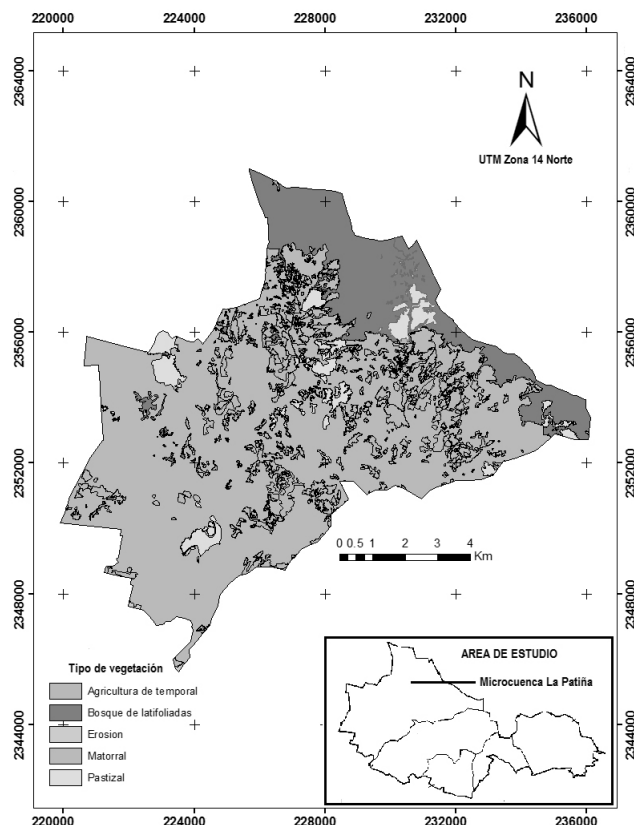 220000 224000 228000 232000 236000
2364000 2364000
N
UTM Zona 14 Norte
2360000 2360000
2356000 2356000
2352000 2352000
0 0.5 1 2 3 4
Km
2348000 2348000
Tipo de vegetación
Agricultura de temporal
Bosque de latifoliadas
Erosion
Matorral
Pastizal
AREA DE ESTUDIO
Microcuenca La Patiña
2344000 2344000
220000 224000 228000 232000 236000